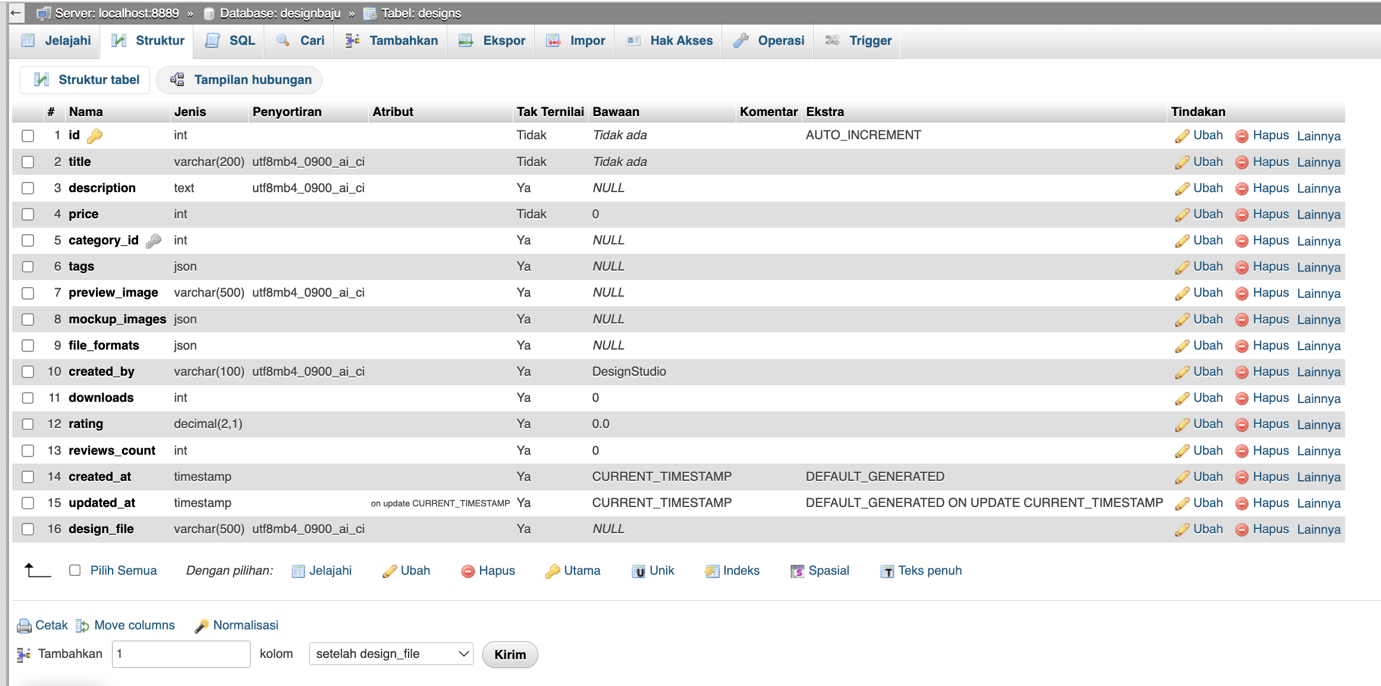 Server: localhost:8889 » Database: designbaju » Tabel: designs
Jelajahi Struktur SQL Cari Tambahkan Ekspor Impor Hak Akses Operasi Trigger
Struktur tabel Tampilan hubungan
# Nama Jenis Penyortiran Atribut Tak Ternilai Bawaan Komentar Ekstra Tindakan
1 id int Tidak Tidak ada AUTO_INCREMENT Ubah Hapus Lainnya
2 title varchar(200) utf8mb4_0900_ai_ci Tidak Tidak ada Ubah Hapus Lainnya
3 description text utf8mb4_0900_ai_ci Ya NULL Ubah Hapus Lainnya
4 price int Tidak 0 Ubah Hapus Lainnya
5 category_id int Ya NULL Ubah Hapus Lainnya
6 tags json Ya NULL Ubah Hapus Lainnya
7 preview_image varchar(500) utf8mb4_0900_ai_ci Ya NULL Ubah Hapus Lainnya
8 mockup_images json Ya NULL Ubah Hapus Lainnya
9 file_formats json Ya NULL Ubah Hapus Lainnya
10 created_by varchar(100) utf8mb4_0900_ai_ci Ya DesignStudio Ubah Hapus Lainnya
11 downloads int Ya 0 Ubah Hapus Lainnya
12 rating decimal(2,1) Ya 0.0 Ubah Hapus Lainnya
13 reviews_count int Ya 0 Ubah Hapus Lainnya
14 created_at timestamp Ya CURRENT_TIMESTAMP DEFAULT_GENERATED Ubah Hapus Lainnya
15 updated_at timestamp on update CURRENT_TIMESTAMP Ya CURRENT_TIMESTAMP DEFAULT_GENERATED ON UPDATE CURRENT_TIMESTAMP Ubah Hapus Lainnya
16 design_file varchar(500) utf8mb4_0900_ai_ci Ya NULL Ubah Hapus Lainnya
Pilih Semua Dengan pilihan: Jelajahi Ubah Hapus Utama Unik Indeks Spasial Teks penuh
Cetak Move columns Normalisasi
Tambahkan 1 kolom setelah design_file Kirim